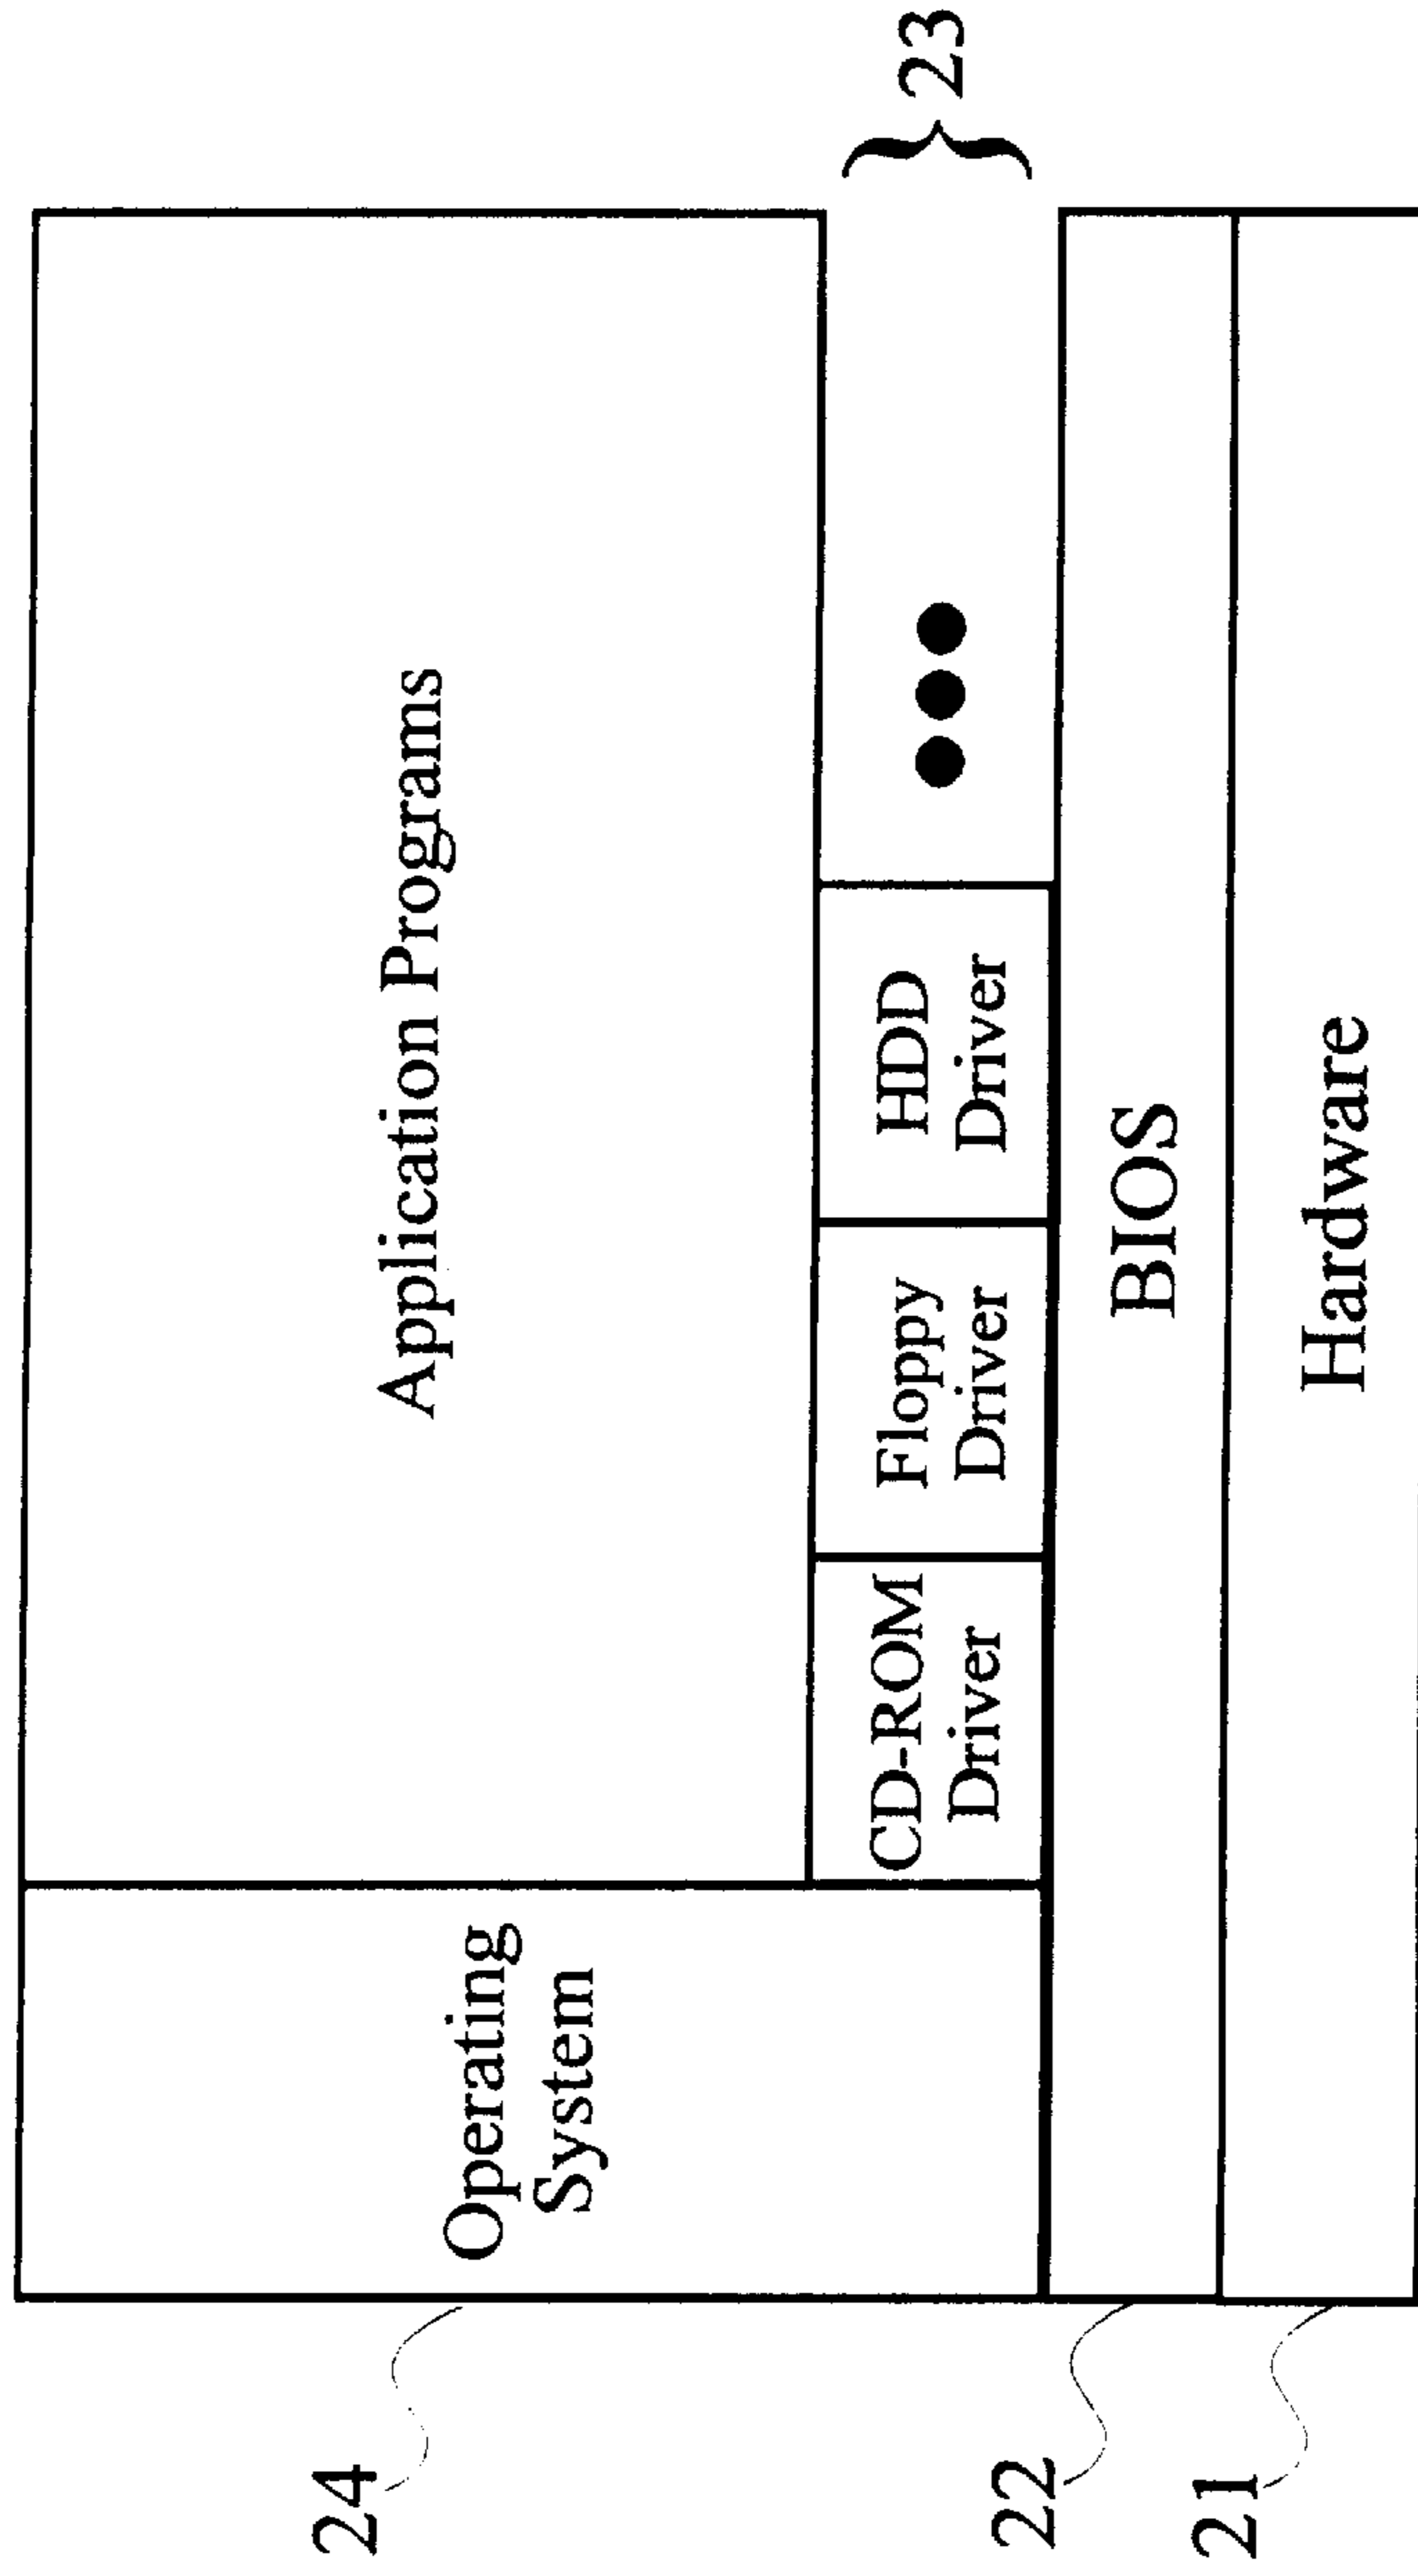 24
Operating
System
Application Programs
CD-ROM
Driver
Floppy
Driver
HDD
Driver
23
22
BIOS
21
Hardware